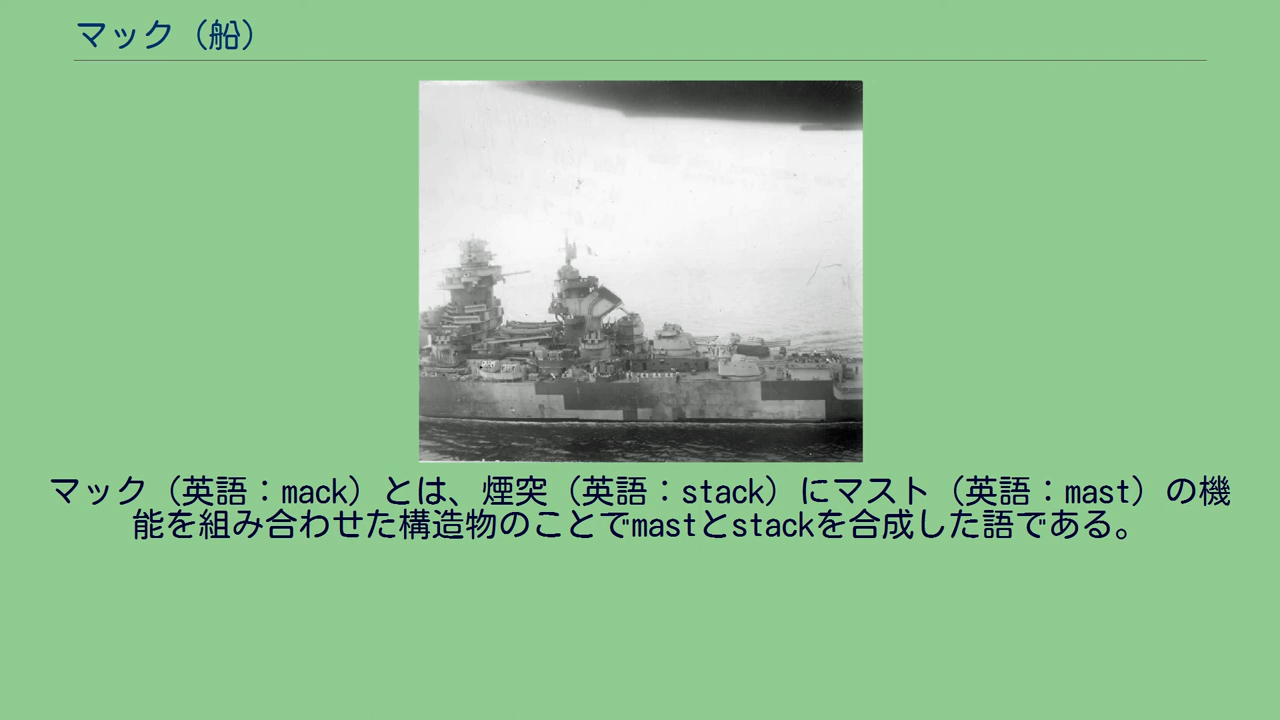 マック（船）
マック（英語：mack）とは、煙突（英語：stack）にマスト（英語：mast）の機
能を組み合わせた構造物のことでmastとstackを合成した語である。